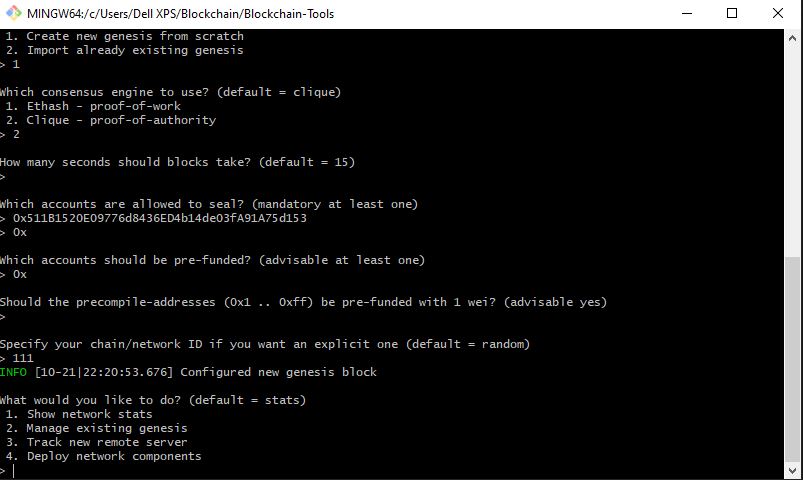 MINGW64:/c/Users/Dell XPS/Blockchain/Blockchain-Tools
1. Create new genesis from scratch
2. Import already existing genesis
> 1
Which consensus engine to use? (default = clique)
1. Ethash - proof-of-work
2. Clique - proof-of-authority
> 2
How many seconds should blocks take? (default = 15)
>
Which accounts are allowed to seal? (mandatory at least one)
> 0x511B1520E09776d8436ED4b14de03fA91A75d153
> 0x
Which accounts should be pre-funded? (advisable at least one)
> 0x
Should the precompile-addresses (0x1 .. 0xff) be pre-funded with 1 wei? (advisable yes)
>
Specify your chain/network ID if you want an explicit one (default = random)
> 111
INFO [10-21|22:20:53.676] Configured new genesis block
What would you like to do? (default = stats)
1. Show network stats
2. Manage existing genesis
3. Track new remote server
4. Deploy network components
>